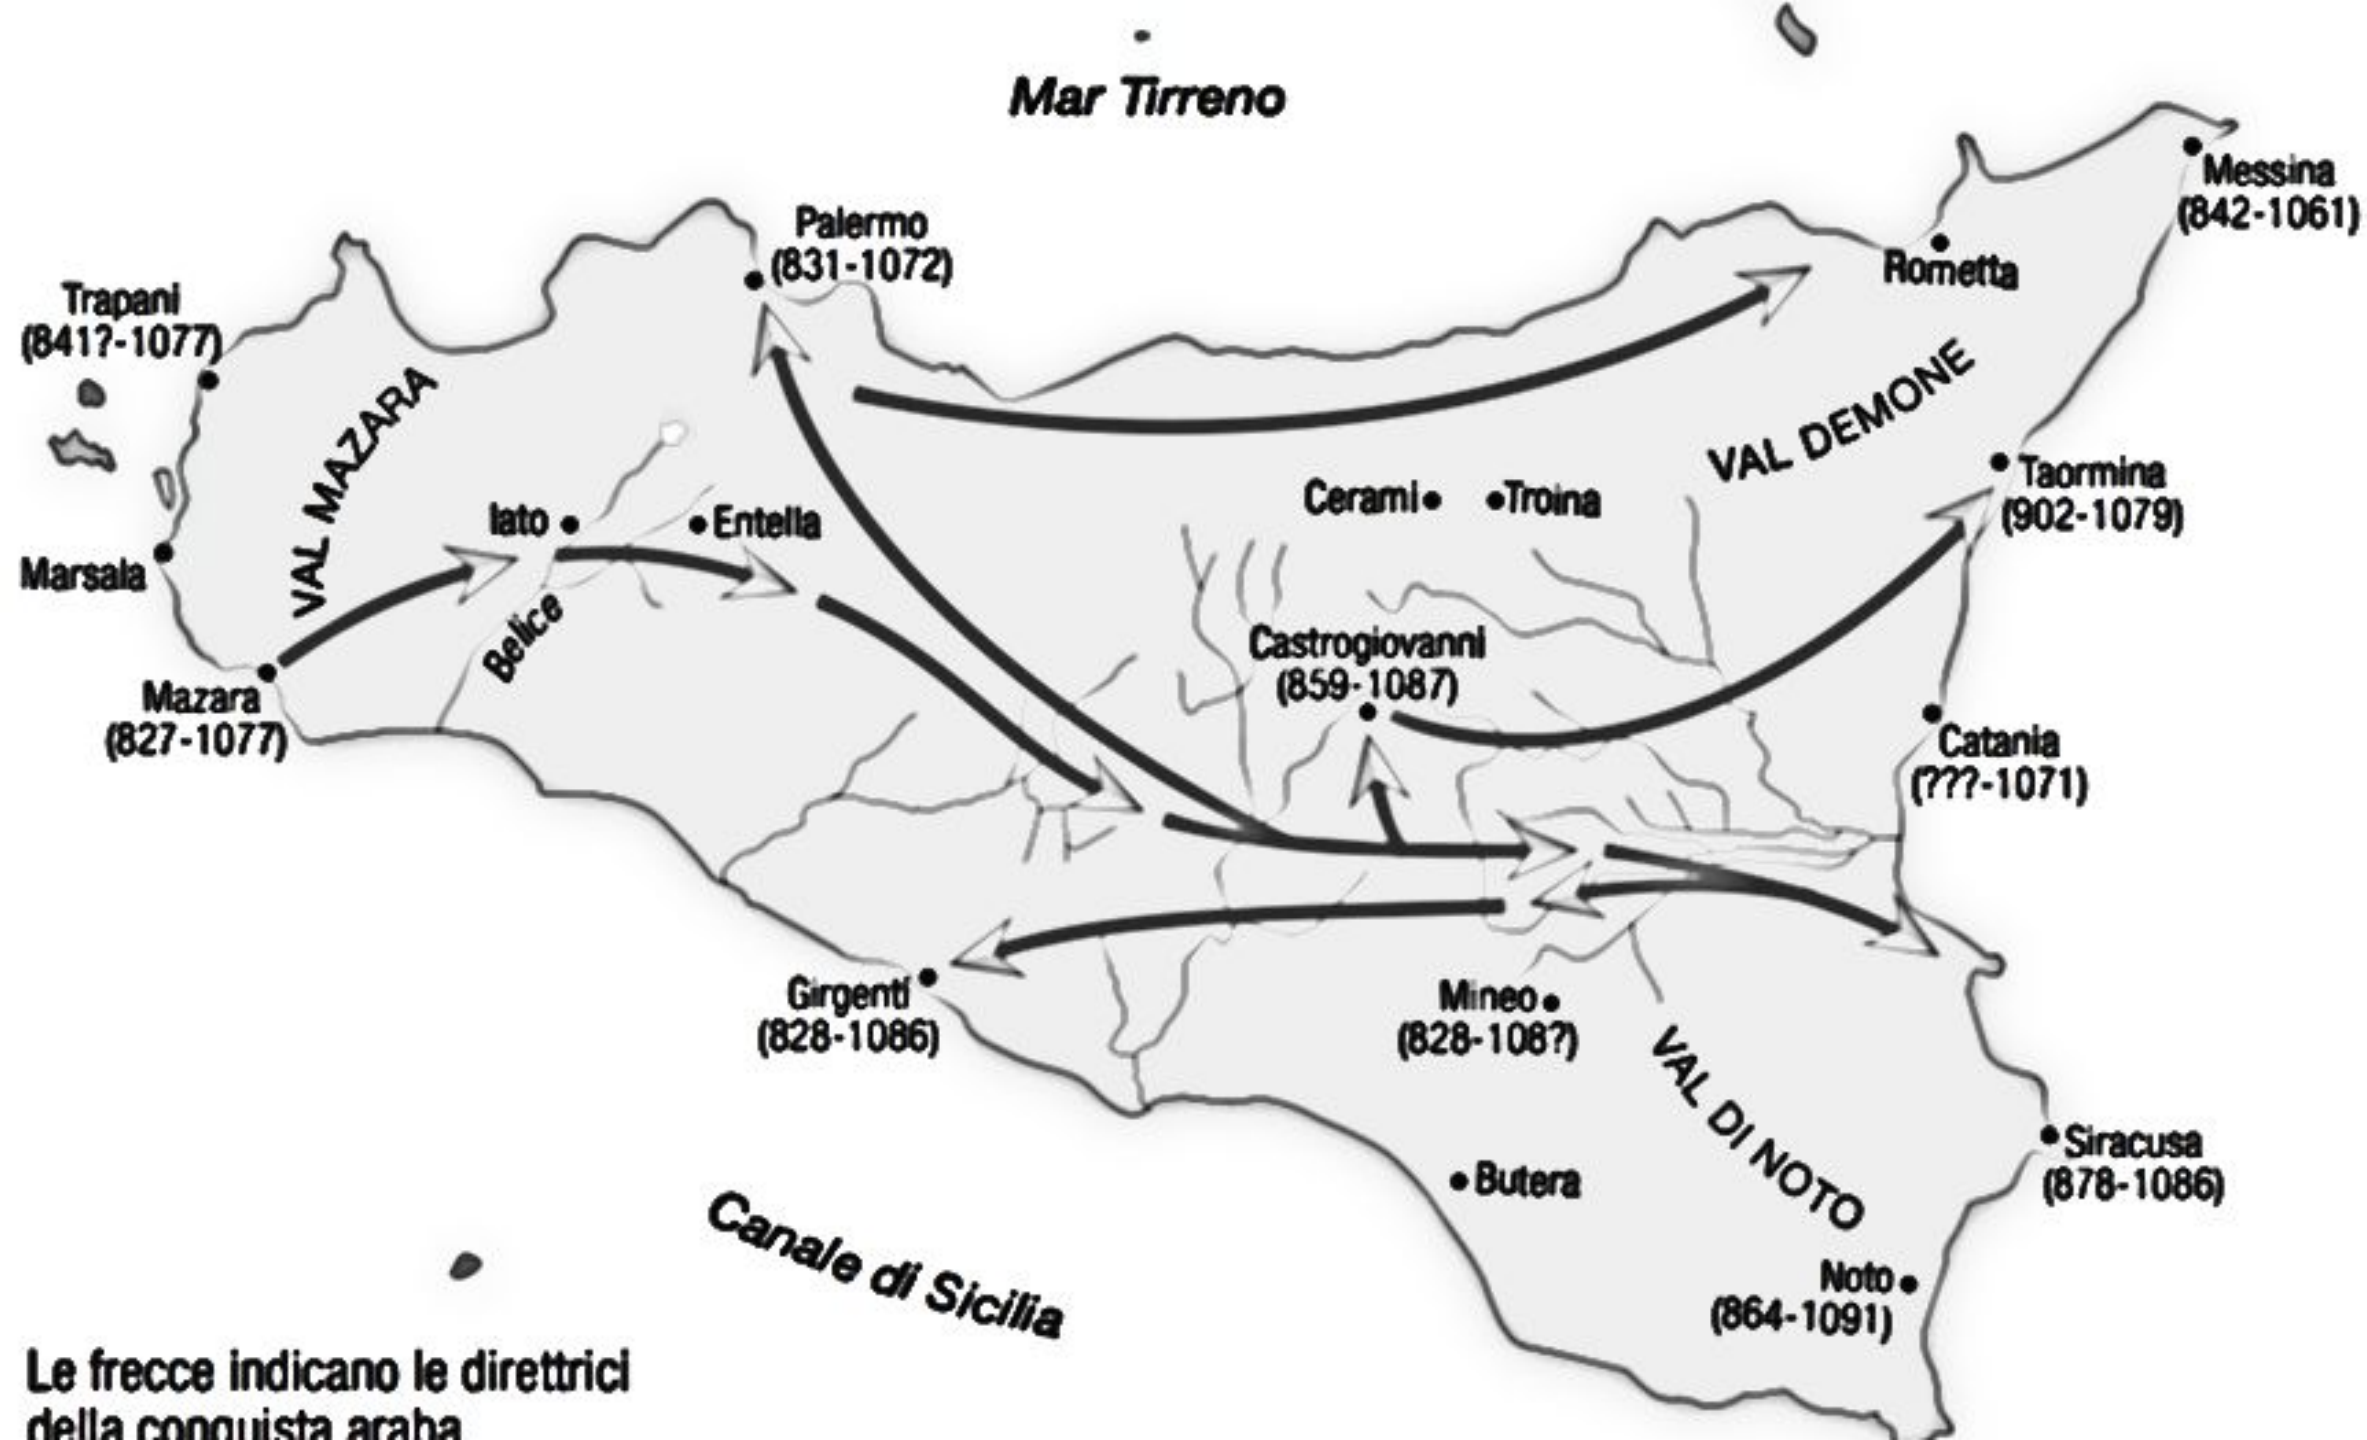 Mar Tirreno
Messina
(842-1061)
Palermo
(831-1072)
Rometta
Trapani
(841?-1077)
VAL MAZARA
VAL DEMONE
Taormina
(902-1079)
Cerami
Troina
Iato
Entella
Marsala
Belice
Castrogiovanni
(859-1087)
Mazara
(827-1077)
Catania
(???-1071)
Girgenti
(828-1086)
Mineo
(828-108?)
VAL DI NOTO
Siracusa
(878-1086)
Butera
Canale di Sicilia
Noto
(864-1091)
Le frecce indicano le direttrici
della conquista araba